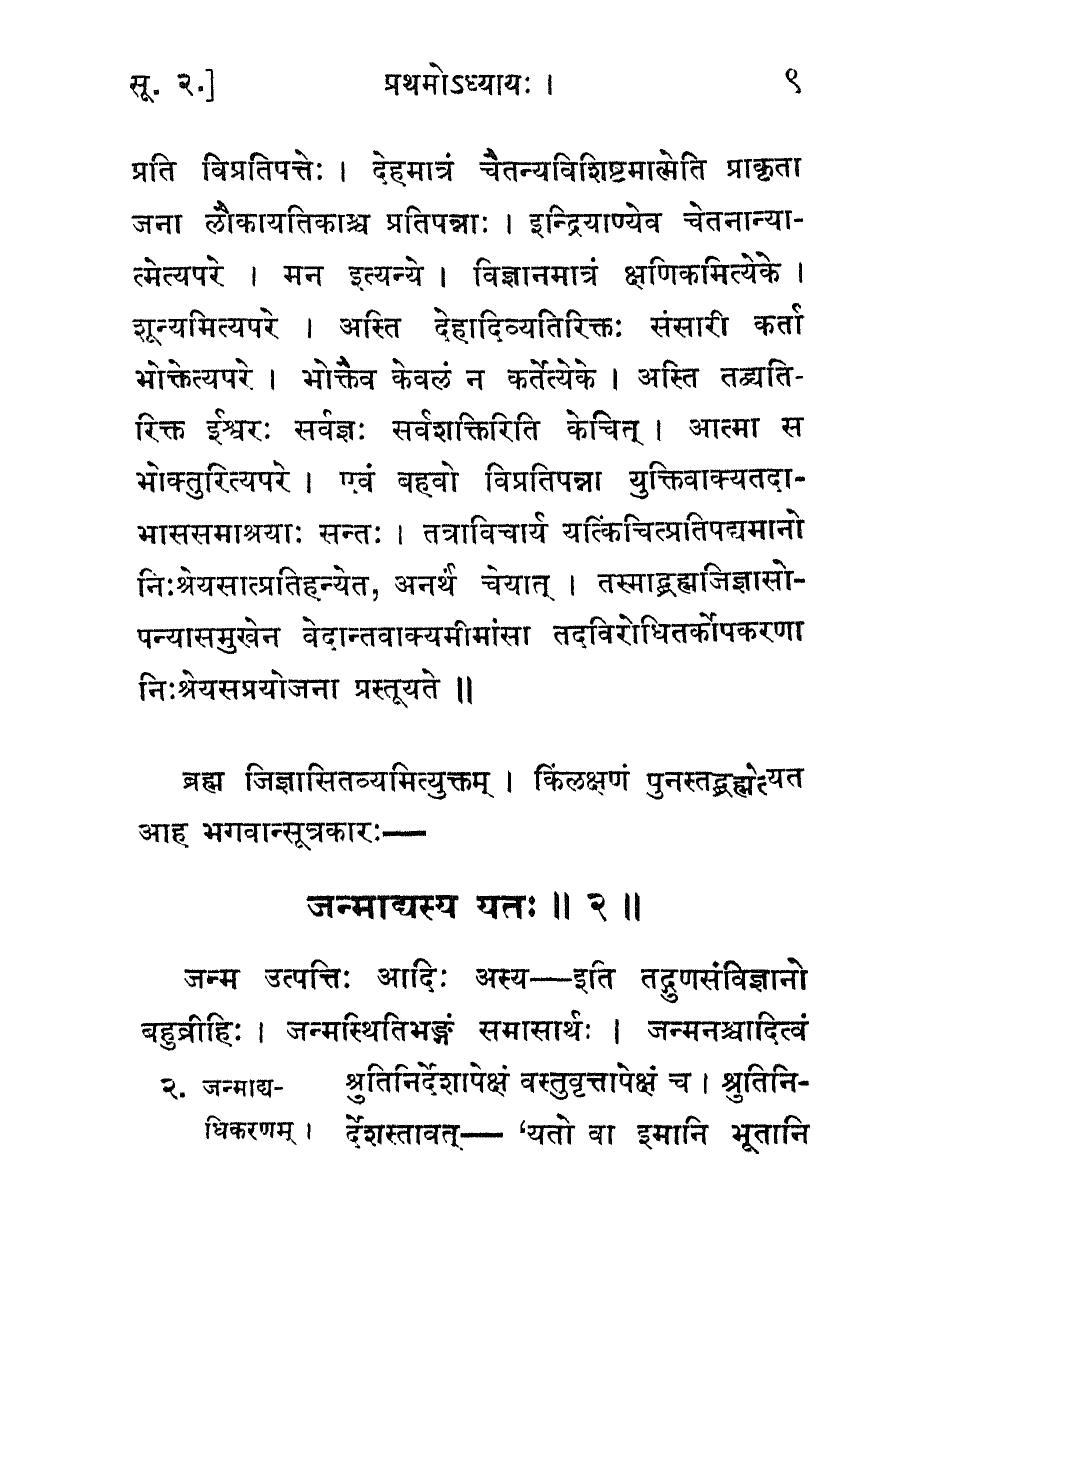 सू. २.] प्रथमोऽध्यायः । ९
प्रति विप्रतिपत्तेः । देहमात्रं चैतन्यविशिष्टमात्मेति प्राकृता
जना लौकायतिकाश्च प्रतिपन्नाः । इन्द्रियाण्येव चेतनान्या-
त्मेत्यपरे । मन इत्यन्ये । विज्ञानमात्रं क्षणिकमित्येके ।
शून्यमित्यपरे । अस्ति देहादिव्यतिरिक्तः संसारी कर्ता
भोक्तेत्यपरे । भोक्तैव केवलं न कर्तेत्येके । अस्ति तद्व्यति-
रिक्त ईश्वरः सर्वज्ञः सर्वशक्तिरिति केचित् । आत्मा स
भोक्तुरित्यपरे । एवं बहवो विप्रतिपन्ना युक्तिवाक्यतदा-
भाससमाश्रयाः सन्तः । तत्राविचार्य यत्किंचित्प्रतिपद्यमानो
निःश्रेयसात्प्रतिहन्येत, अनर्थं चेयात् । तस्माद्ब्रह्मजिज्ञासो-
पन्यासमुखेन वेदान्तवाक्यमीमांसा तदविरोधितर्कोपकरणा
निःश्रेयसप्रयोजना प्रस्तूयते ॥
ब्रह्म जिज्ञासितव्यमित्युक्तम् । किंलक्षणं पुनस्तद्ब्रह्मेत्यत
आह भगवान्सूत्रकारः—
जन्माद्यस्य यतः ॥ २ ॥
जन्म उत्पत्तिः आदिः अस्य—इति तद्गुणसंविज्ञानो
बहुव्रीहिः । जन्मस्थितिभङ्गं समासार्थः । जन्मनश्चादित्वं
२. जन्माद्य- श्रुतिनिर्देशापेक्षं वस्तुवृत्तापेक्षं च । श्रुतिनि-
धिकरणम् । र्देशस्तावत्— ‘यतो वा इमानि भूतानि